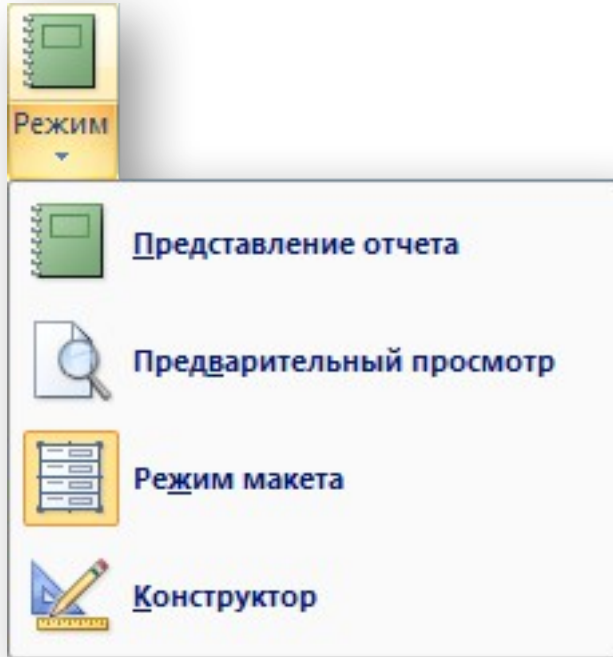 Режим
Представление отчета
Предварительный просмотр
Режим макета
Конструктор